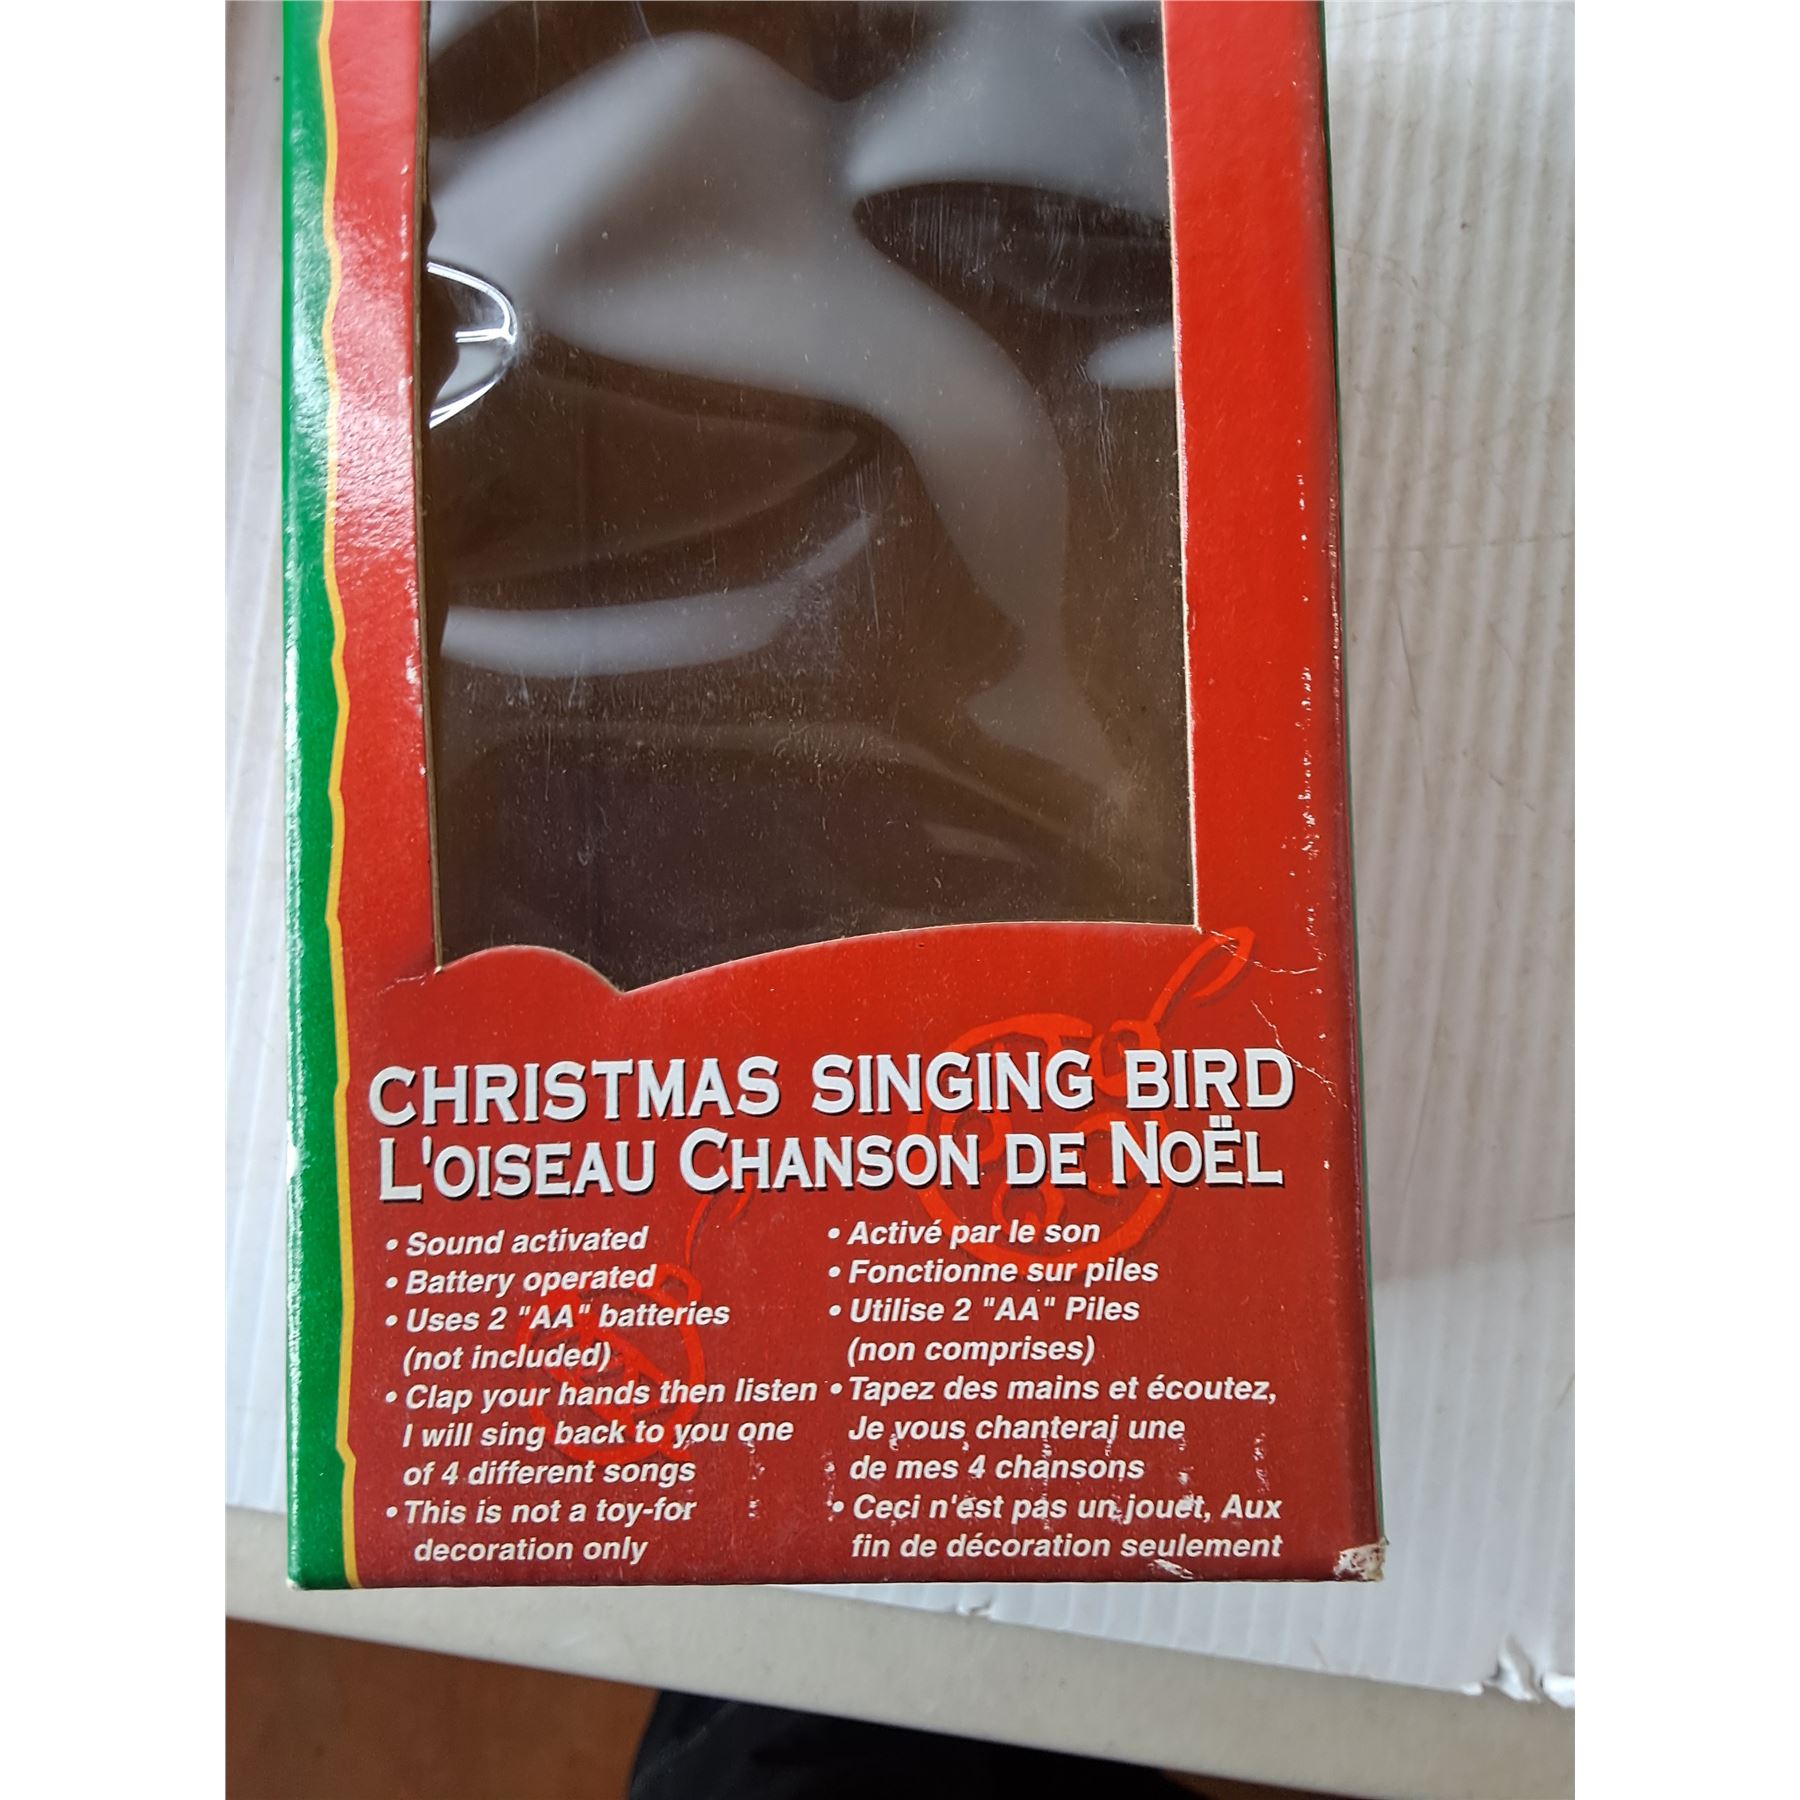 CHRISTMAS SINGING BIRD
L'OISEAU CHANSON DE NOËL
• Sound activated
• Battery operated
• Uses 2 "AA" batteries
(not included)
• Clap your hands then listen
I will sing back to you one
of 4 different songs
• This is not a toy-for
decoration only
• Activé par le son
• Fonctionne sur piles
• Utilise 2 "AA" Piles
(non comprises)
• Tapez des mains et écoutez,
Je vous chanterai une
de mes 4 chansons
• Ceci n'est pas un jouet, Aux
fin de décoration seulement